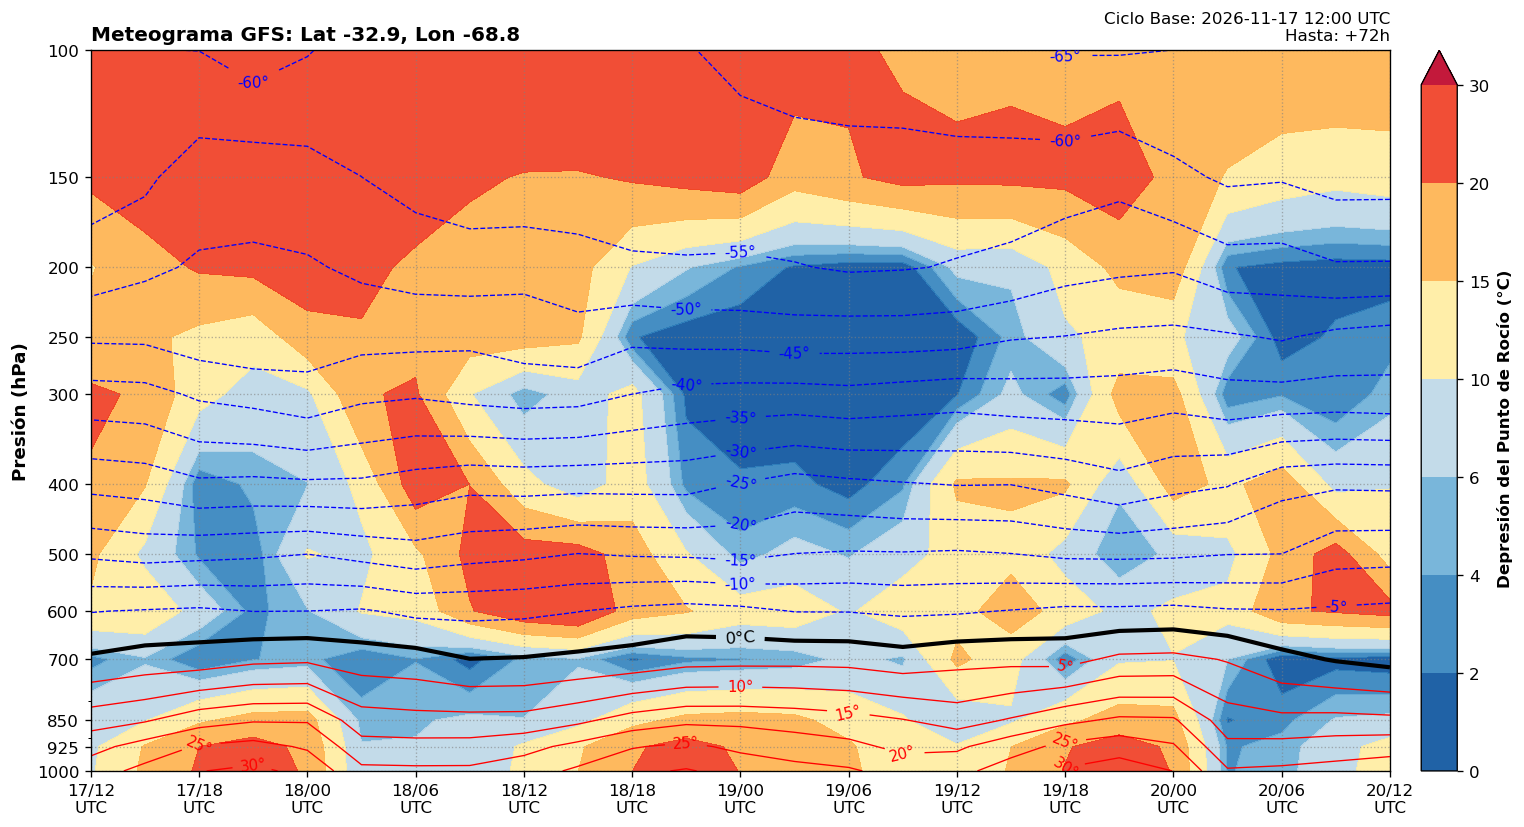 Ciclo Base: 2026-11-17 12:00 UTC
Meteograma GFS: Lat -32.9, Lon -68.8
Hasta: +72h
Presión (hPa)
100
150
200
250
300
400
500
600
700
850
925
1000
-60°
-65°
-60°
-55°
-50°
-45°
-40°
-35°
-30°
-25°
-20°
-15°
-10°
-5°
0°C
5°
10°
15°
20°
25°
25°
25°
30°
30°
17/12
UTC
17/18
UTC
18/00
UTC
18/06
UTC
18/12
UTC
18/18
UTC
19/00
UTC
19/06
UTC
19/12
UTC
19/18
UTC
20/00
UTC
20/06
UTC
20/12
UTC
30
20
15
10
6
4
2
0
Depresión del Punto de Rocío (°C)